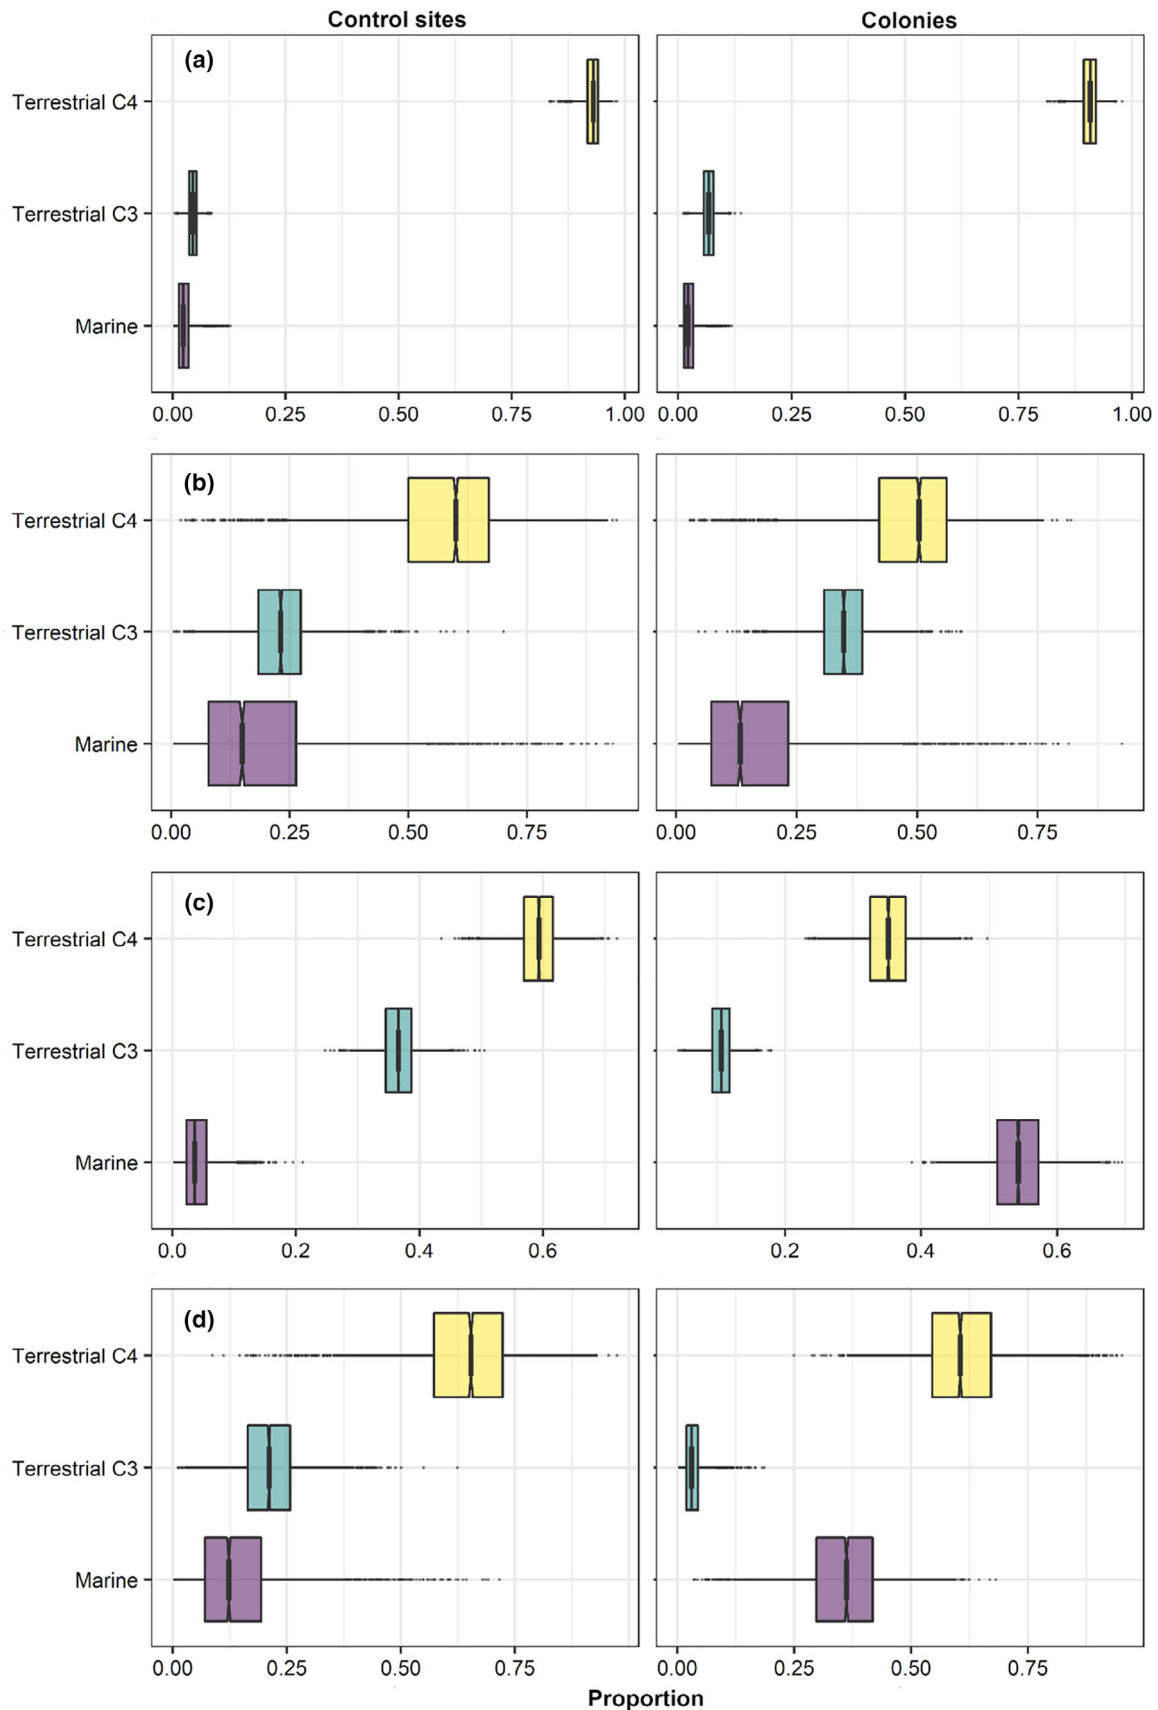 Control sites Colonies
(a)
Terrestrial C4
Terrestrial C3
Marine
0.00 0.25 0.50 0.75 1.00 0.00 0.25 0.50 0.75 1.00
(b)
Terrestrial C4
Terrestrial C3
Marine
0.00 0.25 0.50 0.75 0.00 0.25 0.50 0.75
(c)
Terrestrial C4
Terrestrial C3
Marine
0.0 0.2 0.4 0.6 0.2 0.4 0.6
(d)
Terrestrial C4
Terrestrial C3
Marine
0.00 0.25 0.50 0.75 0.00 0.25 0.50 0.75
Proportion